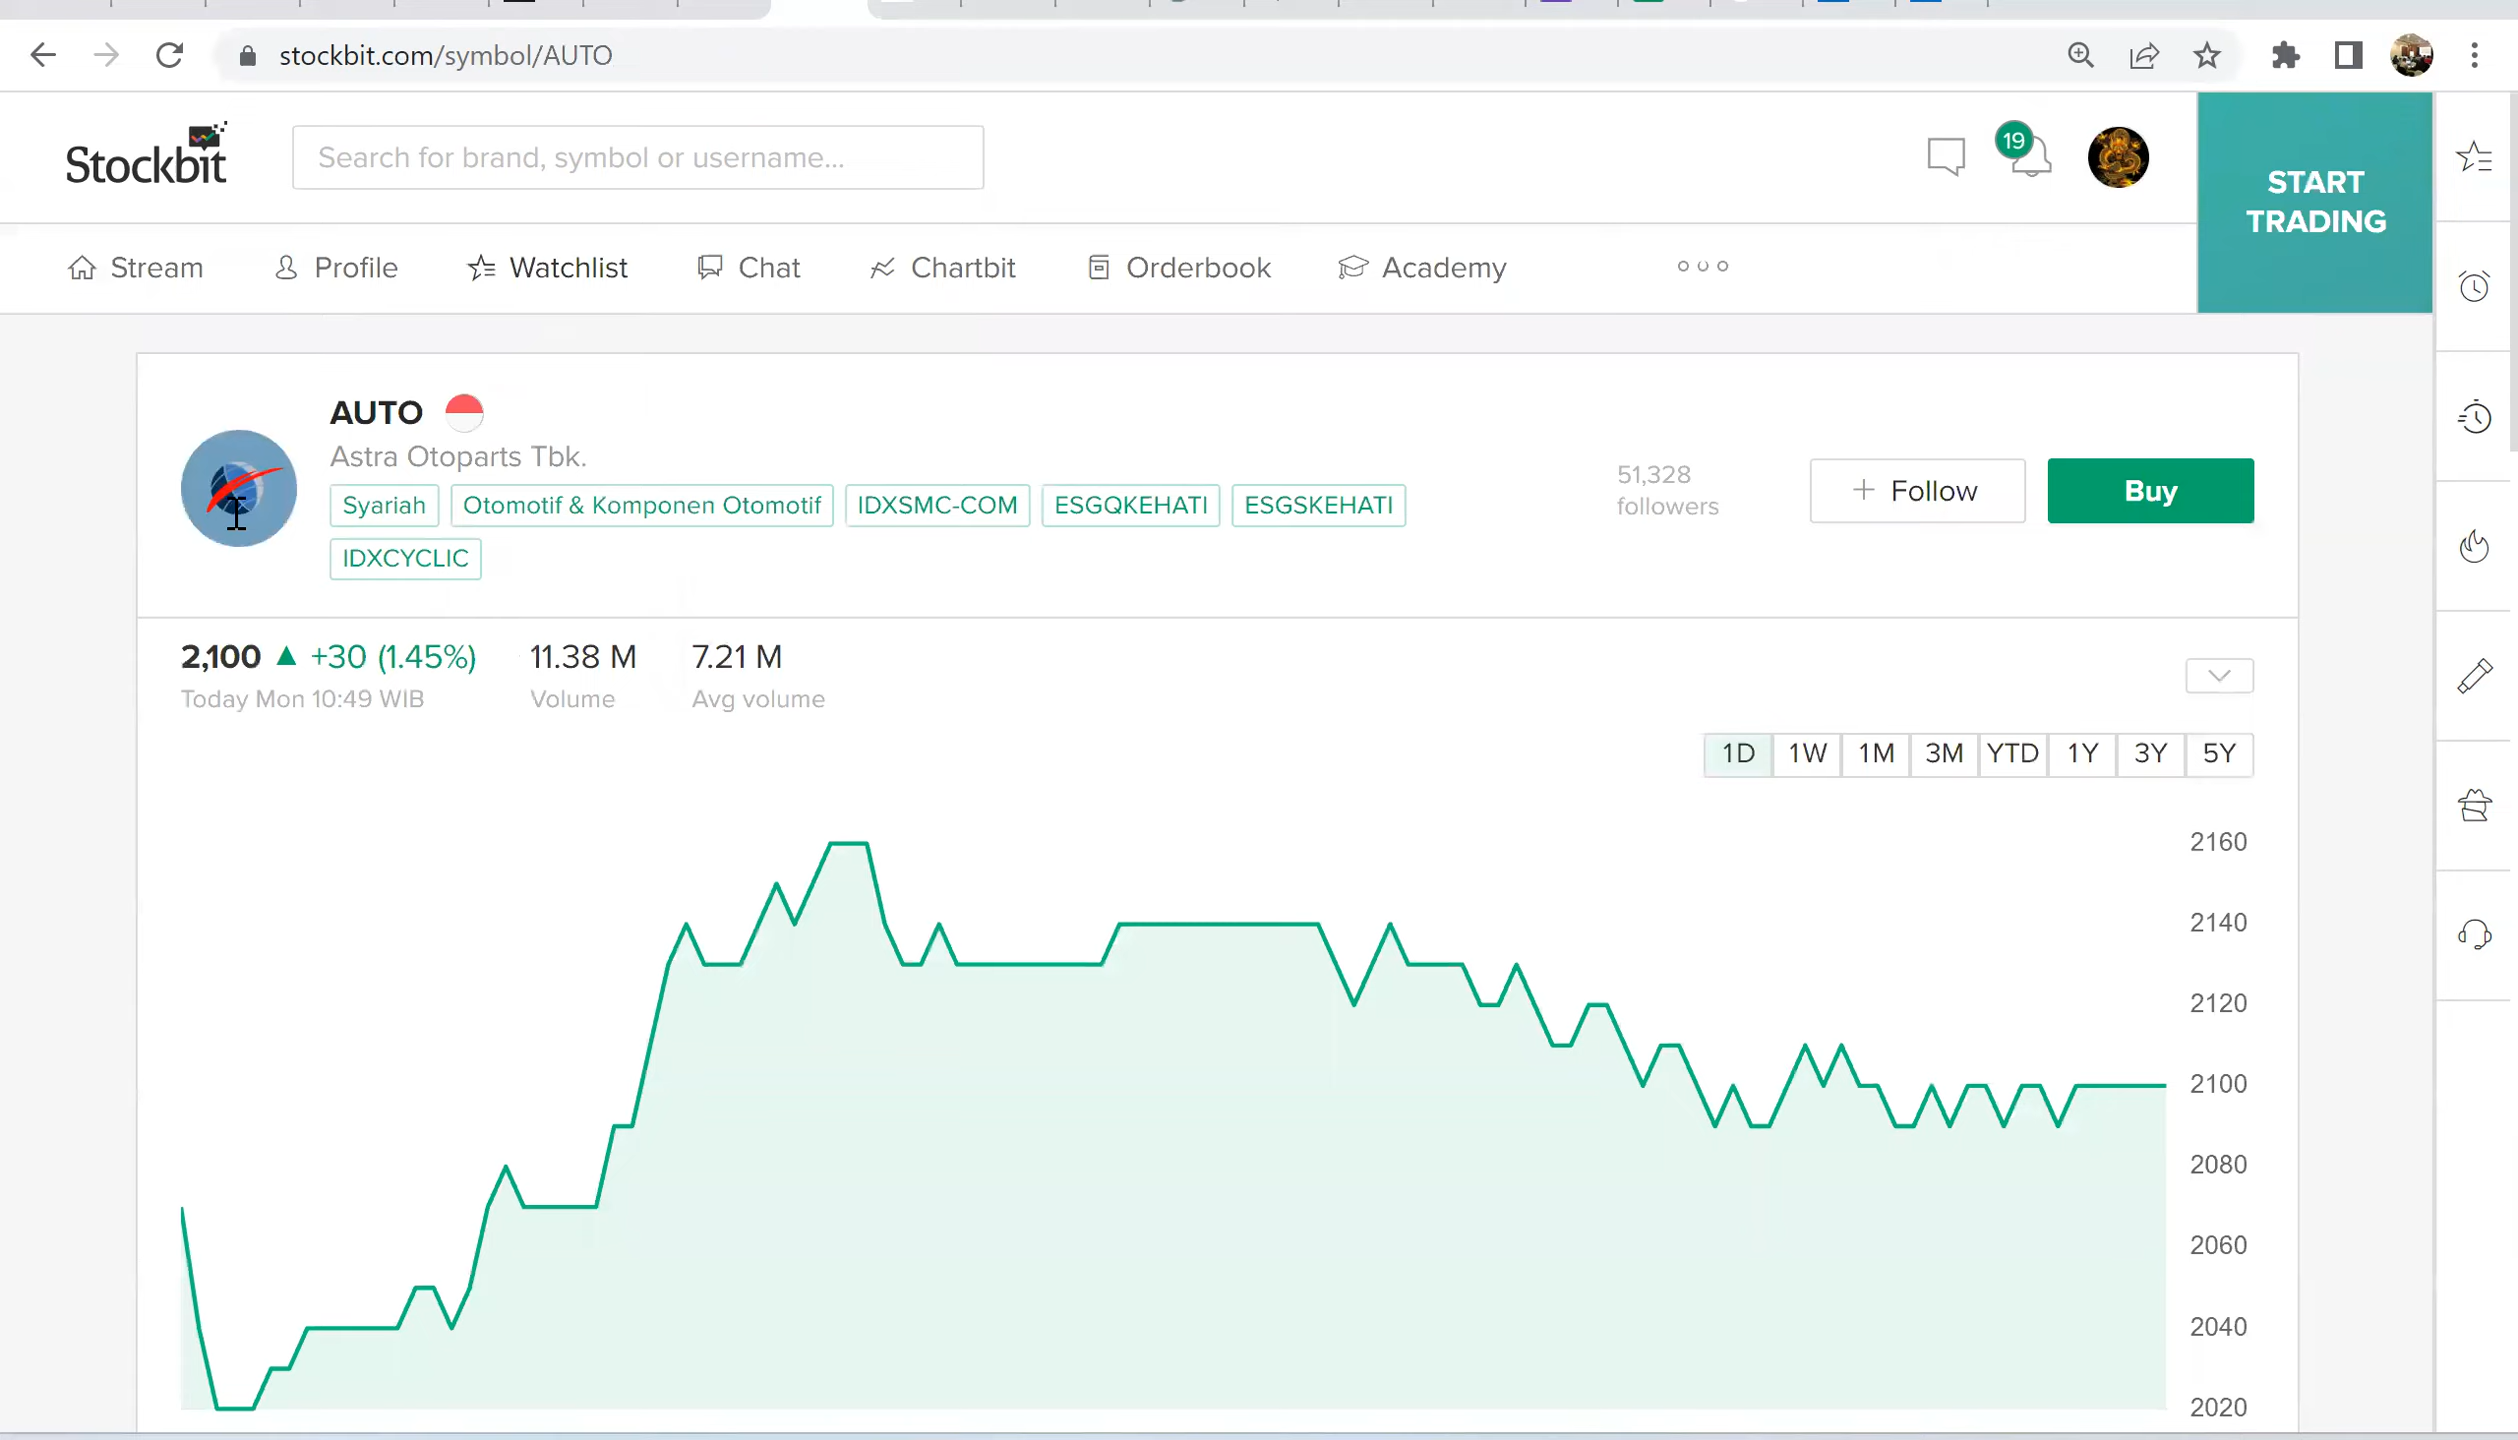 stockbit.com/symbol/AUTO
Stockbit
Search for brand, symbol or username...
19
START
TRADING
Stream
Profile
Watchlist
Chat
Chartbit
Orderbook
Academy
AUTO
Astra Otoparts Tbk.
Syariah
Otomotif & Komponen Otomotif
IDXSMC-COM
ESGQKEHATI
ESGSKEHATI
IDXCYCLIC
51,328
followers
+ Follow
Buy
2,100 ▲ +30 (1.45%)
Today Mon 10:49 WIB
11.38 M
Volume
7.21 M
Avg volume
1D
1W
1M
3M
YTD
1Y
3Y
5Y
2160
2140
2120
2100
2080
2060
2040
2020